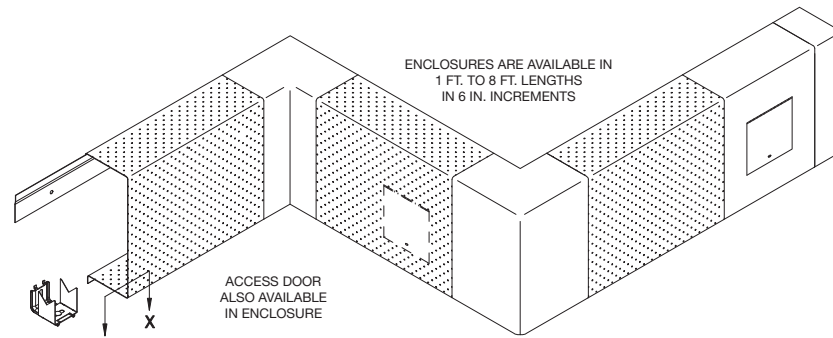 ENCLOSURES ARE AVAILABLE IN
1 FT. TO 8 FT. LENGTHS
IN 6 IN. INCREMENTS
ACCESS DOOR
ALSO AVAILABLE
IN ENCLOSURE
X